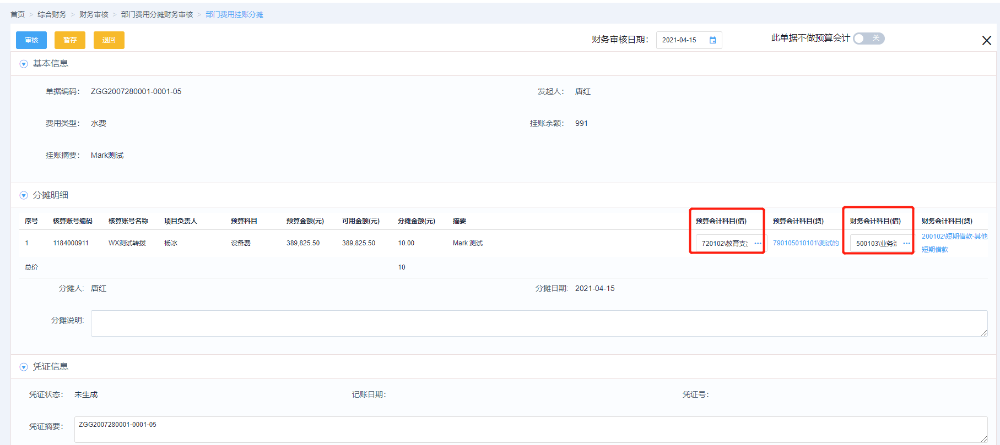 首页 > 综合财务 > 财务审核 > 部门费用分摊财务审核 > 部门费用挂账分摊
审核 暂存 退回 财务审核日期: 2021-04-15 此单据不做预算会计 关
基本信息
单据编码: ZGG2007280001-0001-05 发起人: 唐红
费用类型: 水费 挂账余额: 991
挂账摘要: Mark测试
分摊明细
序号 核算账号编码 核算账号名称 项目负责人 预算科目 预算金额(元) 可用金额(元) 分摊金额(元) 摘要 预算会计科目(借) 预算会计科目(贷) 财务会计科目(借) 财务会计科目(贷)
1 1184000911 WX测试转拨 杨冰 设备费 389,825.50 389,825.50 10.00 Mark 测试 720102\教育支出 790105010101\测试的 500103\业务活 200102\短期借款-其他
短期借款
总价 10
分摊人: 唐红 分摊日期: 2021-04-15
分摊说明:
凭证信息
凭证状态: 未生成 记账日期: 凭证号:
凭证摘要: ZGG2007280001-0001-05